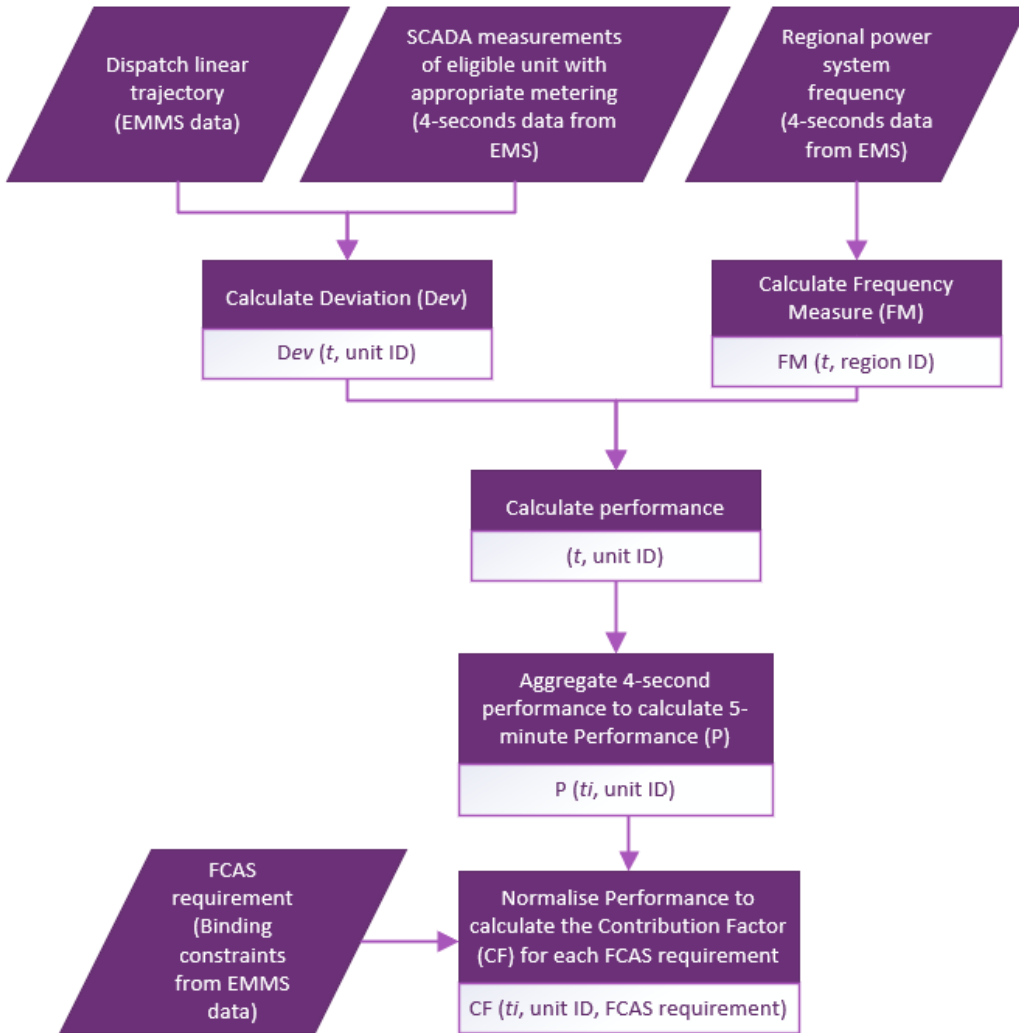 Dispatch linear
trajectory
(EMMS data)
SCADA measurements
of eligible unit with
appropriate metering
(4-seconds data from
EMS)
Regional power
system
frequency
(4-seconds data
from EMS)
Calculate Deviation (Dev)
Dev (t, unit ID)
Calculate Frequency
Measure (FM)
FM (t, region ID)
Calculate performance
(t, unit ID)
Aggregate 4-second
performance to calculate 5-
minute Performance (P)
P (ti, unit ID)
FCAS
requirement
(Binding
constraints
from EMMS
data)
Normalise Performance to
calculate the Contribution Factor
(CF) for each FCAS requirement
CF (ti, unit ID, FCAS requirement)